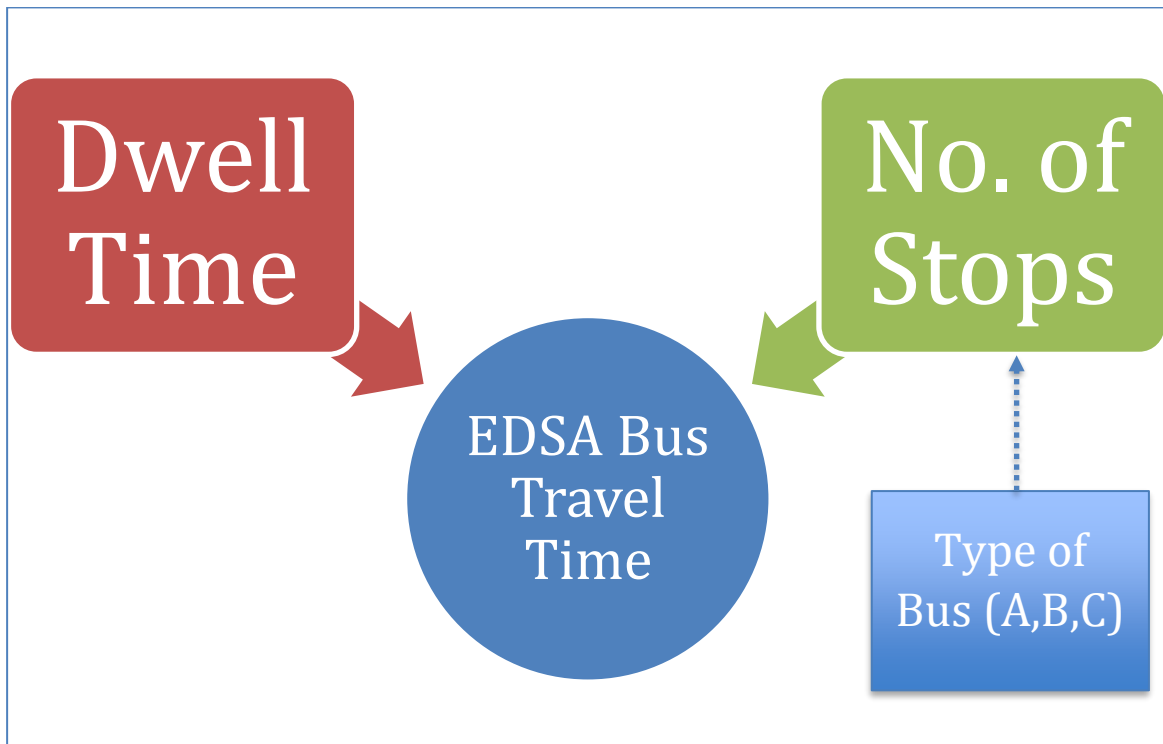 Dwell
Time
No. of
Stops
EDSA Bus
Travel
Time
Type of
Bus (A,B,C)